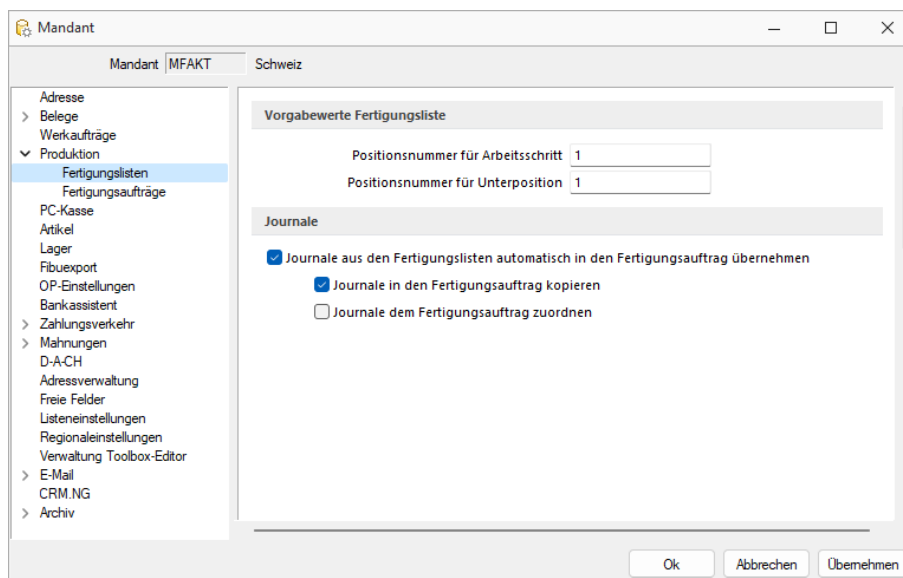 Mandant
Mandant MFAKT Schweiz
Adresse
Belege
Werkaufträge
Produktion
Fertigungslisten
Fertigungsaufträge
PC-Kasse
Artikel
Lager
Fibuexport
OP-Einstellungen
Bankassistent
Zahlungsverkehr
Mahnungen
D-A-CH
Adressverwaltung
Freie Felder
Listeneinstellungen
Regionaleinstellungen
Verwaltung Toolbox-Editor
E-Mail
CRM.NG
Archiv
Vorgabewerte Fertigungsliste
Positionsnummer für Arbeitsschritt 1
Positionsnummer für Unterposition 1
Journale
Journale aus den Fertigungslisten automatisch in den Fertigungsauftrag übernehmen
Journale in den Fertigungsauftrag kopieren
Journale dem Fertigungsauftrag zuordnen
Ok Abbrechen Übernehmen